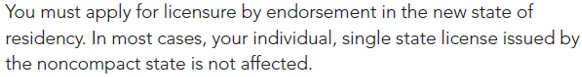 You must apply for licensure by endorsement in the new state of
residency. In most cases, your individual, single state license issued by
the noncompact state is not affected.